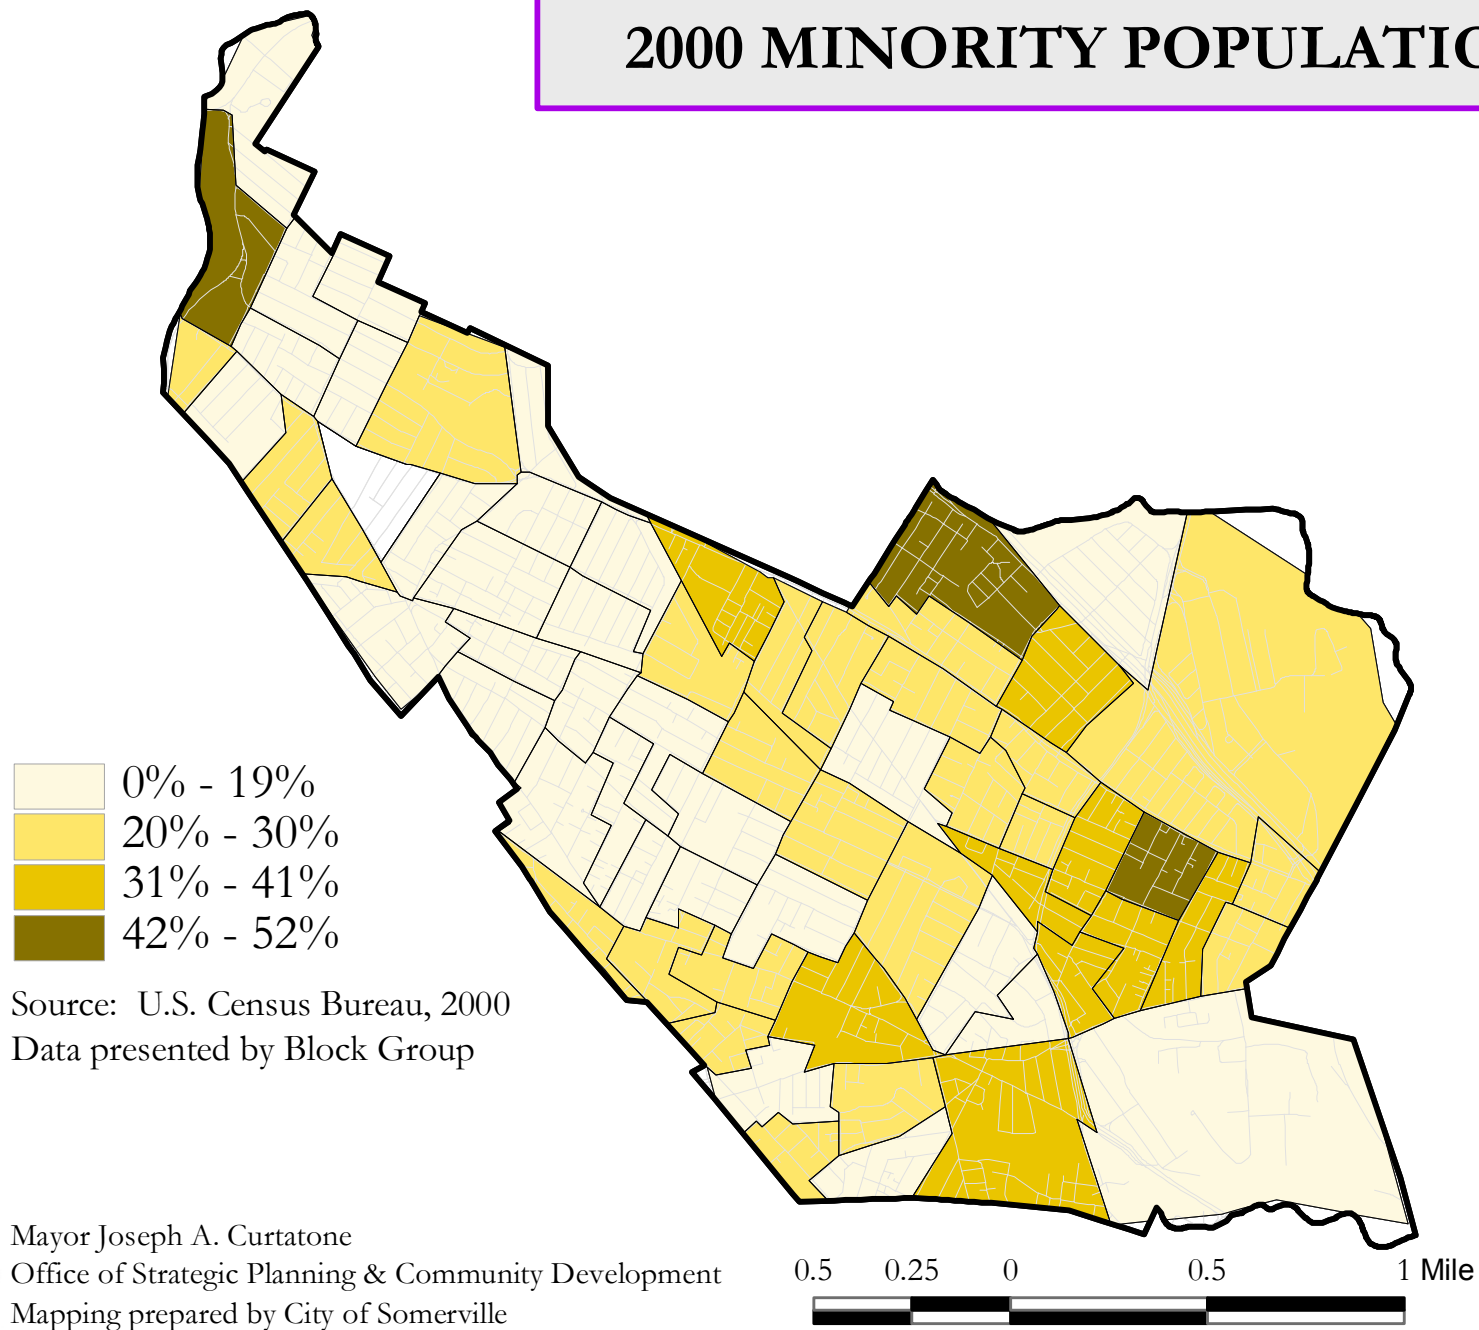 2000 MINORITY POPULATIO
0% - 19%
20% - 30%
31% - 41%
42% - 52%
Source: U.S. Census Bureau, 2000
Data presented by Block Group
Mayor Joseph A. Curtatone
Office of Strategic Planning & Community Development
Mapping prepared by City of Somerville
0.5 0.25 0 0.5 1 Mile